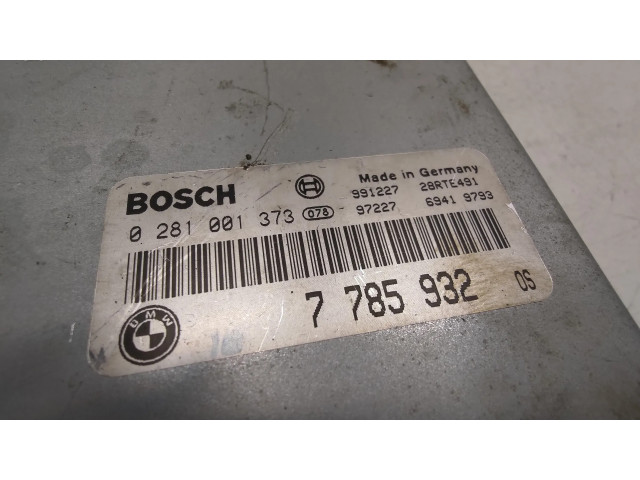 Made in Germany
BOSCH 991227 28RTE491
0 281 001 373 078 97227 6941 9793
BMW 7 785 932 OS